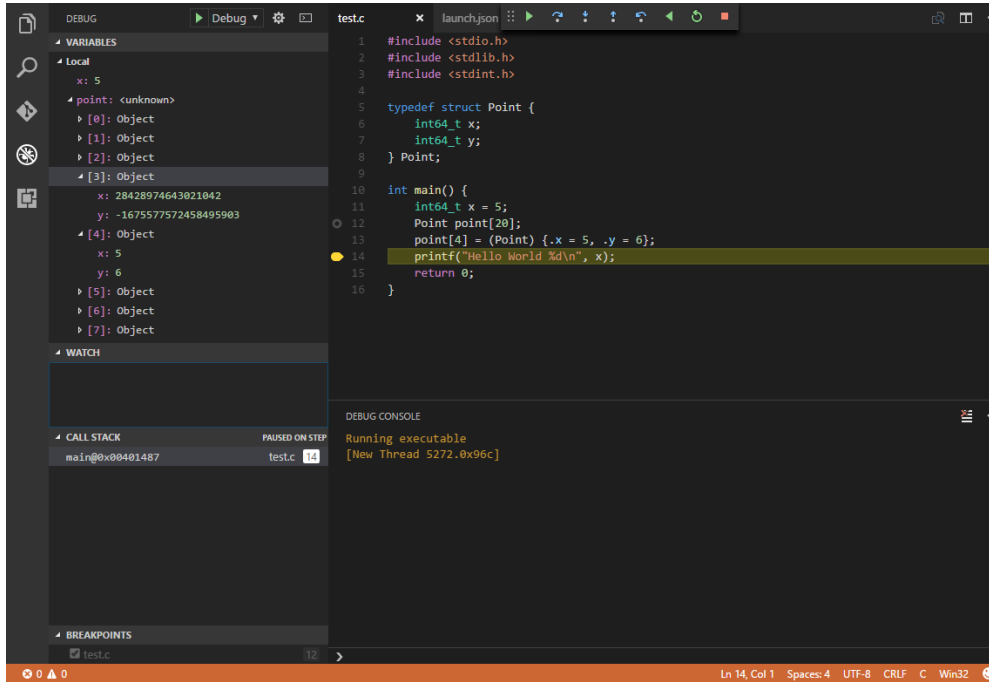 DEBUG
Debug
VARIABLES
Local
x: 5
point: <unknown>
[0]: Object
[1]: Object
[2]: Object
[3]: Object
x: 28428974643021042
y: -1675577572458495903
[4]: Object
x: 5
y: 6
[5]: Object
[6]: Object
[7]: Object
WATCH
CALL STACK PAUSED ON STEP
main@0x00401487 test.c 14
BREAKPOINTS
test.c 12
test.c × launch.json
1 #include <stdio.h>
2 #include <stdlib.h>
3 #include <stdint.h>
4
5 typedef struct Point {
6 int64_t x;
7 int64_t y;
8 } Point;
9
10 int main() {
11 int64_t x = 5;
12 Point point[20];
13 point[4] = (Point) {.x = 5, .y = 6};
14 printf("Hello World %d\n", x);
15 return 0;
16 }
DEBUG CONSOLE
Running executable
[New Thread 5272.0x96c]
0 0 Ln 14, Col 1 Spaces: 4 UTF-8 CRLF C Win32